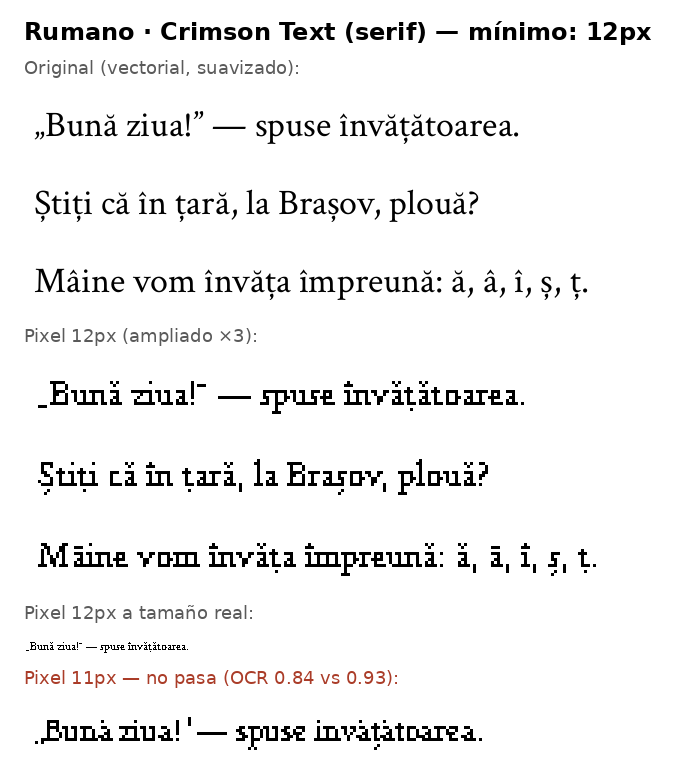 Rumano · Crimson Text (serif) — mínimo: 12px
Original (vectorial, suavizado):
„Bună ziua!” — spuse învățătoarea.
Știți că în țară, la Brașov, plouă?
Mâine vom învăța împreună: ă, â, î, ș, ț.
Pixel 12px (ampliado ×3):
„Bună ziua!” — spuse învățătoarea.
Știți că în țară, la Brașov, plouă?
Mâine vom învăța împreună: ă, â, î, ș, ț.
Pixel 12px a tamaño real:
„Bună ziua!” — spuse învățătoarea.
Pixel 11px — no pasa (OCR 0.84 vs 0.93):
„Bună ziua!” — spuse învățătoarea.